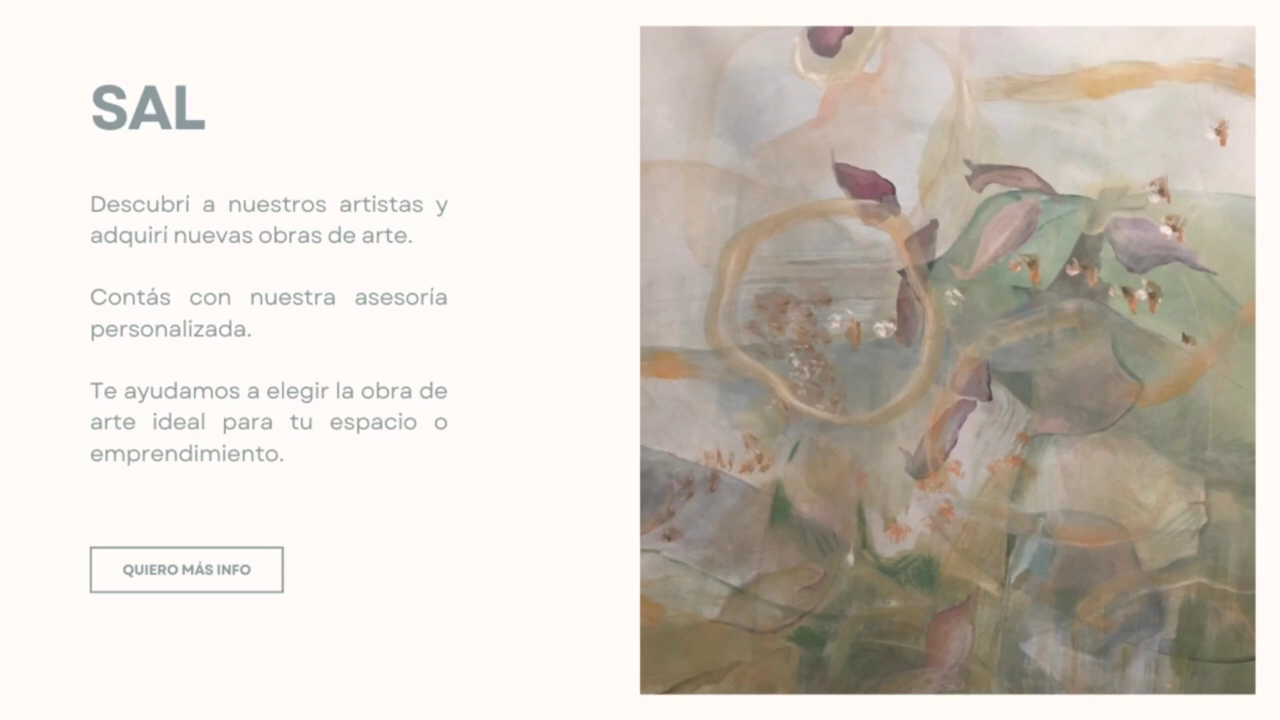 SAL
Descubrí a nuestros artistas y
adquirí nuevas obras de arte.
Contás con nuestra asesoría
personalizada.
Te ayudamos a elegir la obra de
arte ideal para tu espacio o
emprendimiento.
QUIERO MÁS INFO